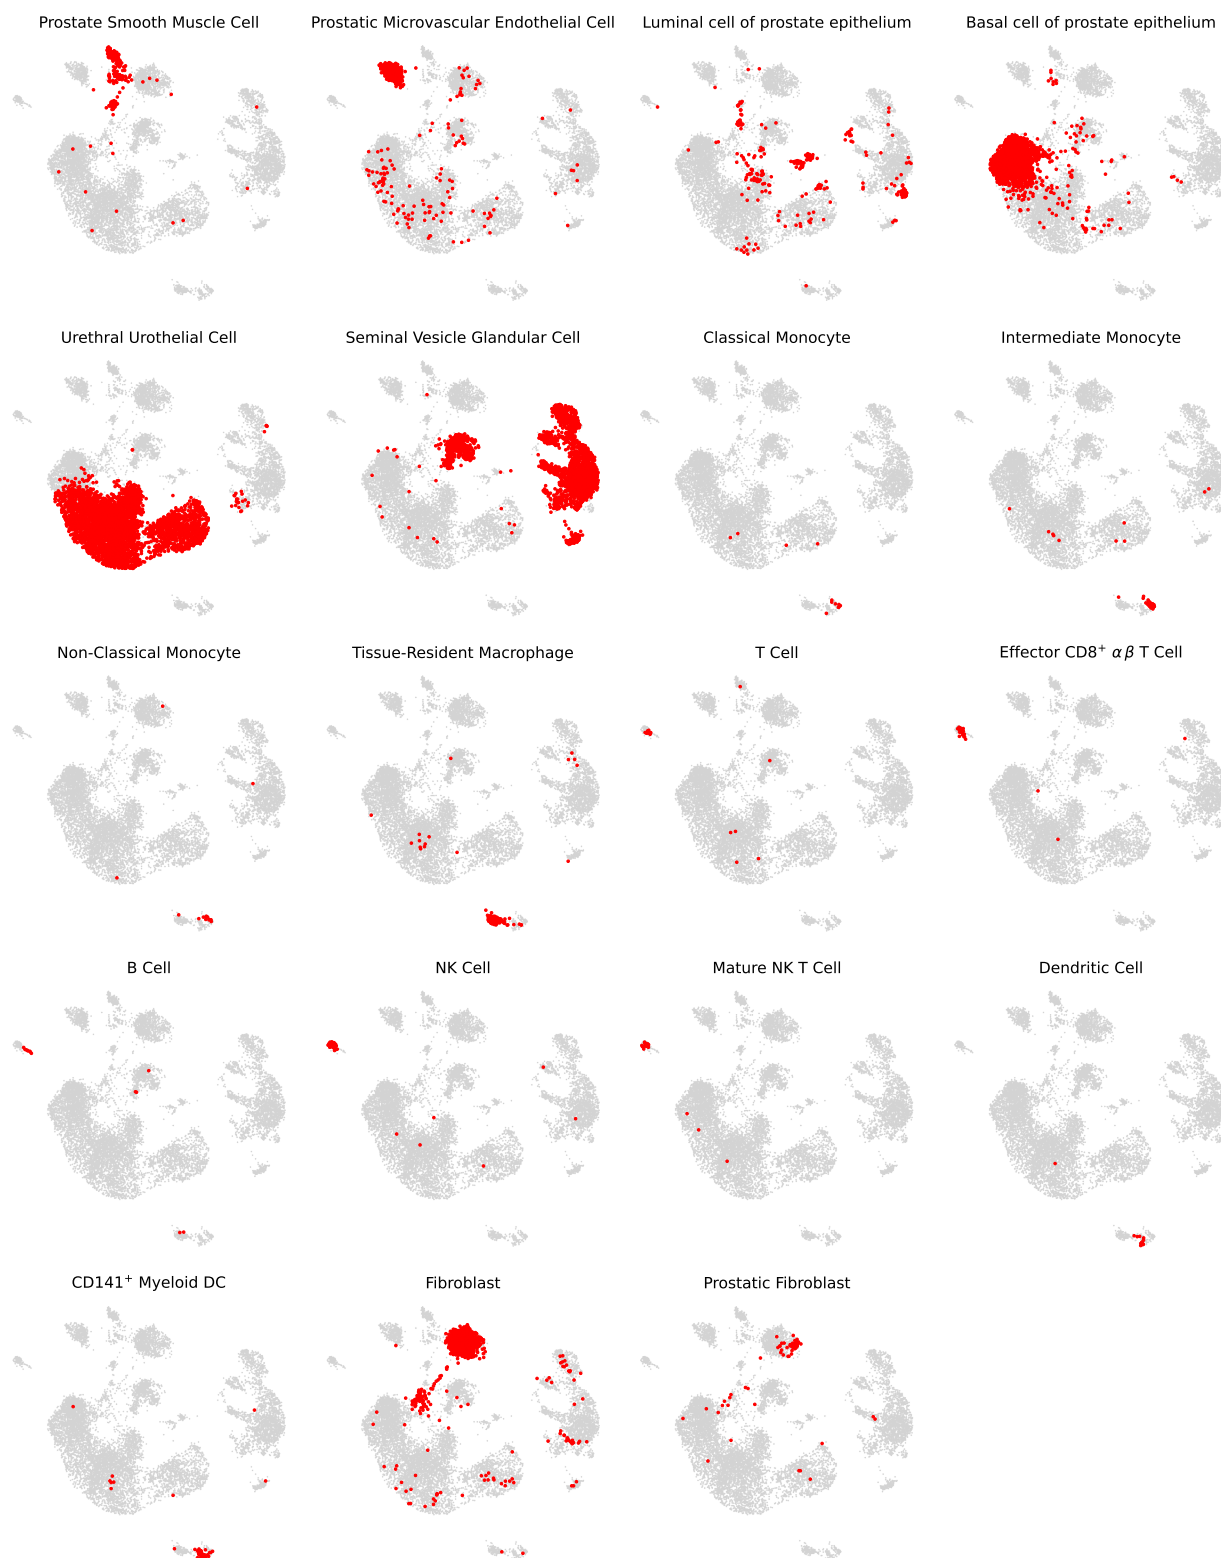 Prostate Smooth Muscle Cell
Prostatic Microvascular Endothelial Cell
Luminal cell of prostate epithelium
Basal cell of prostate epithelium
Urethral Urothelial Cell
Seminal Vesicle Glandular Cell
Classical Monocyte
Intermediate Monocyte
Non-Classical Monocyte
Tissue-Resident Macrophage
T Cell
Effector CD8⁺ αβ T Cell
B Cell
NK Cell
Mature NK T Cell
Dendritic Cell
CD141⁺ Myeloid DC
Fibroblast
Prostatic Fibroblast